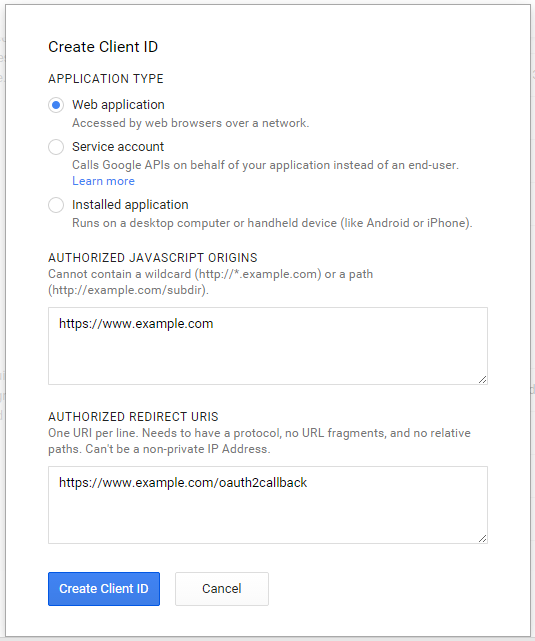 Create Client ID
APPLICATION TYPE
Web application
Accessed by web browsers over a network.
Service account
Calls Google APIs on behalf of your application instead of an end-user.
Learn more
Installed application
Runs on a desktop computer or handheld device (like Android or iPhone).
AUTHORIZED JAVASCRIPT ORIGINS
Cannot contain a wildcard (http://*.example.com) or a path
(http://example.com/subdir).
https://www.example.com
AUTHORIZED REDIRECT URIS
One URI per line. Needs to have a protocol, no URL fragments, and no relative
paths. Can't be a non-private IP Address.
https://www.example.com/oauth2callback
Create Client ID
Cancel